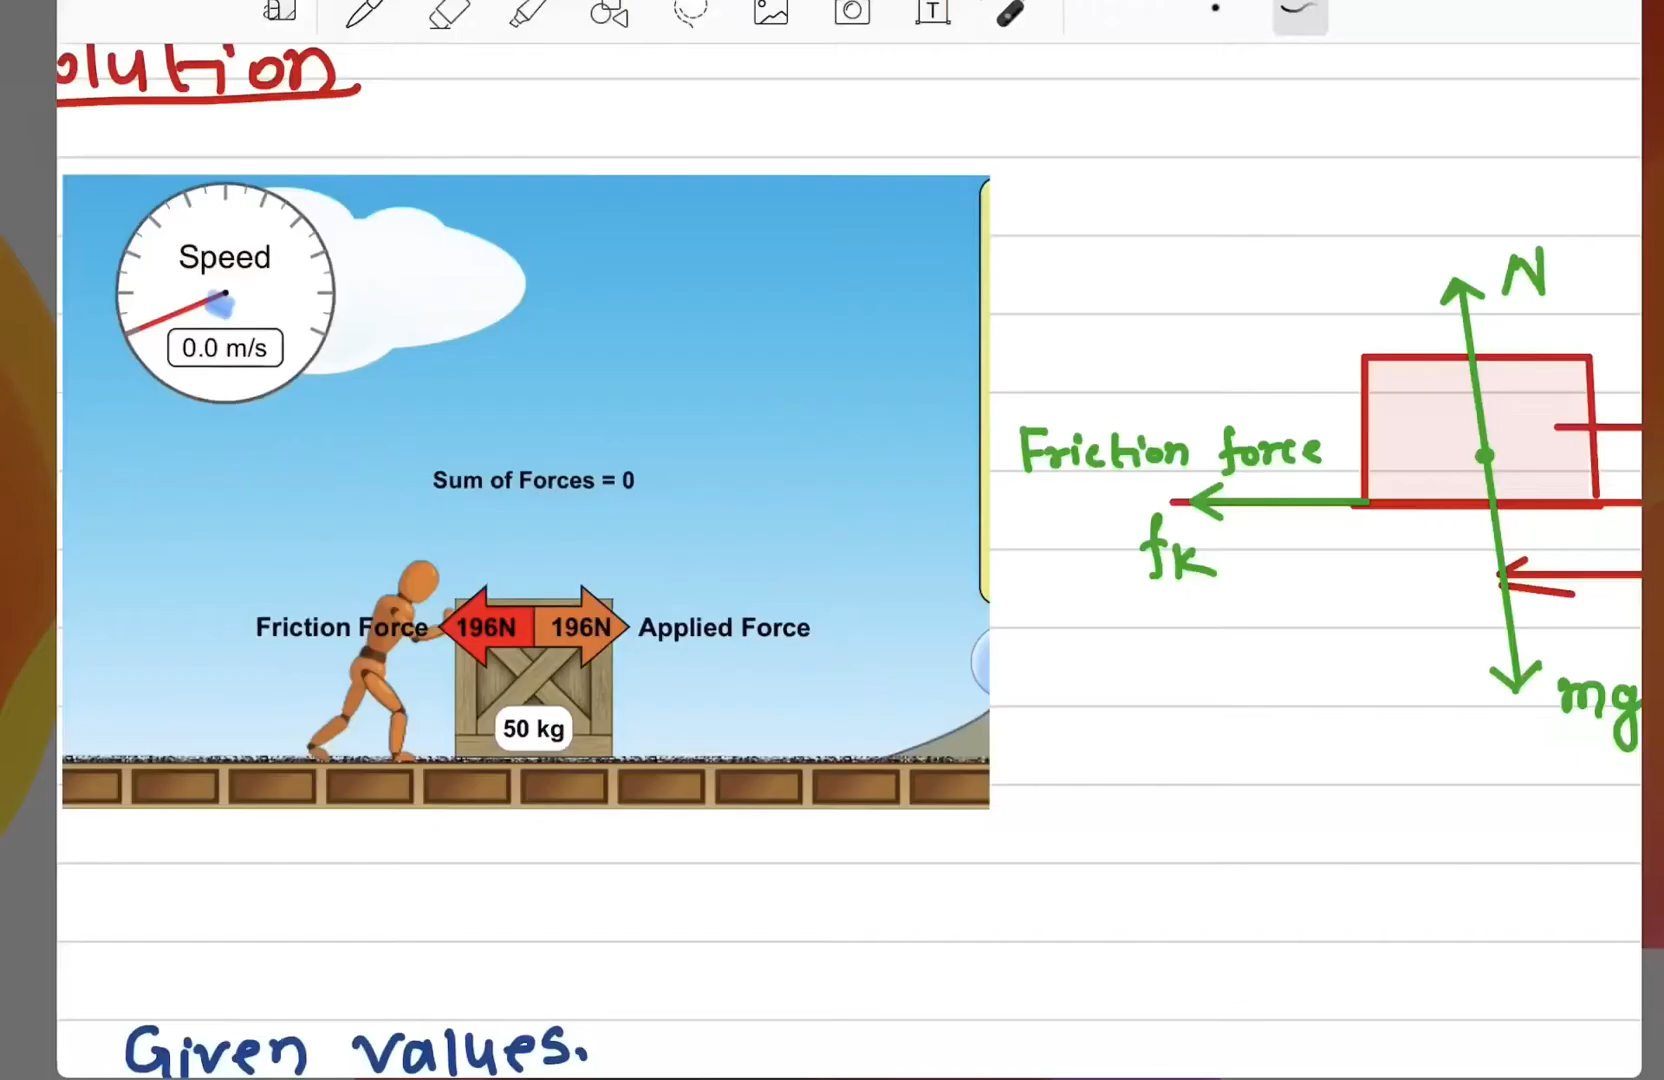 olution
Speed
0.0 m/s
Sum of Forces = 0
Friction Force 196N 196N Applied Force
50 kg
N
Friction force
fk
mg
Given values.
T